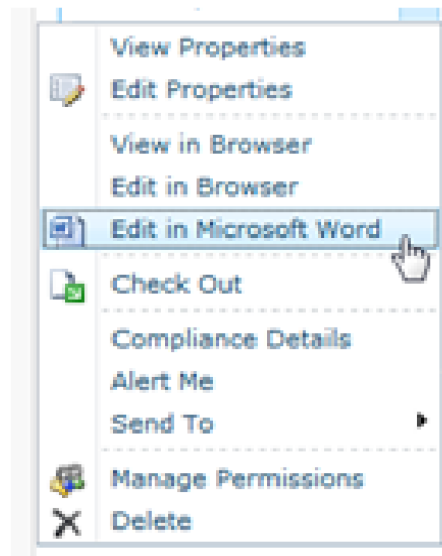 View Properties
Edit Properties
View in Browser
Edit in Browser
Edit in Microsoft Word
Check Out
Compliance Details
Alert Me
Send To
Manage Permissions
Delete